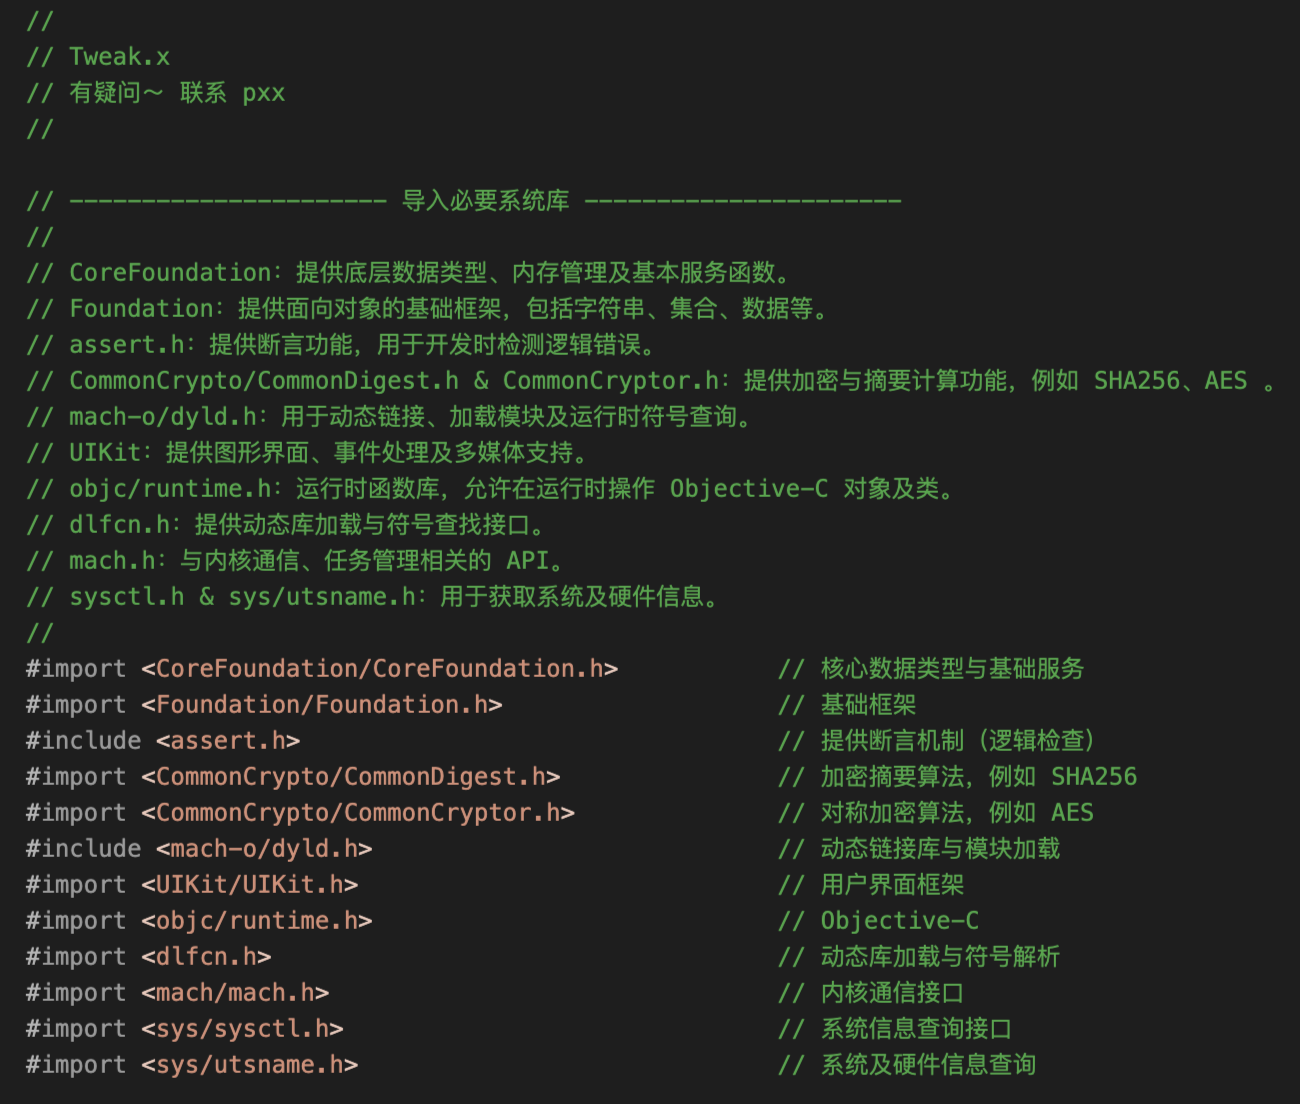 //
// Tweak.x
// 有疑问～ 联系 pxx
//
// ---------------------- 导入必要系统库 ----------------------
//
// CoreFoundation：提供底层数据类型、内存管理及基本服务函数。
// Foundation：提供面向对象的基础框架，包括字符串、集合、数据等。
// assert.h：提供断言功能，用于开发时检测逻辑错误。
// CommonCrypto/CommonDigest.h & CommonCryptor.h：提供加密与摘要计算功能，例如 SHA256、AES 。
// mach-o/dyld.h：用于动态链接、加载模块及运行时符号查询。
// UIKit：提供图形界面、事件处理及多媒体支持。
// objc/runtime.h：运行时函数库，允许在运行时操作 Objective-C 对象及类。
// dlfcn.h：提供动态库加载与符号查找接口。
// mach.h：与内核通信、任务管理相关的 API。
// sysctl.h & sys/utsname.h：用于获取系统及硬件信息。
//
#import <CoreFoundation/CoreFoundation.h>           // 核心数据类型与基础服务
#import <Foundation/Foundation.h>                   // 基础框架
#include <assert.h>                                 // 提供断言机制（逻辑检查）
#import <CommonCrypto/CommonDigest.h>               // 加密摘要算法，例如 SHA256
#import <CommonCrypto/CommonCryptor.h>              // 对称加密算法，例如 AES
#include <mach-o/dyld.h>                            // 动态链接库与模块加载
#import <UIKit/UIKit.h>                             // 用户界面框架
#import <objc/runtime.h>                            // Objective-C
#import <dlfcn.h>                                   // 动态库加载与符号解析
#import <mach/mach.h>                               // 内核通信接口
#import <sys/sysctl.h>                              // 系统信息查询接口
#import <sys/utsname.h>                             // 系统及硬件信息查询